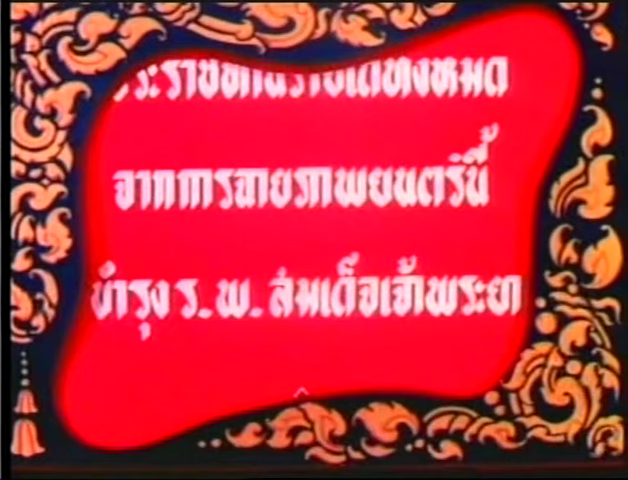 พระราชทานรายได้ทั้งหมด
จากการฉายภาพยนตร์นี้
บำรุง ร.พ. สมเด็จเจ้าพระยา